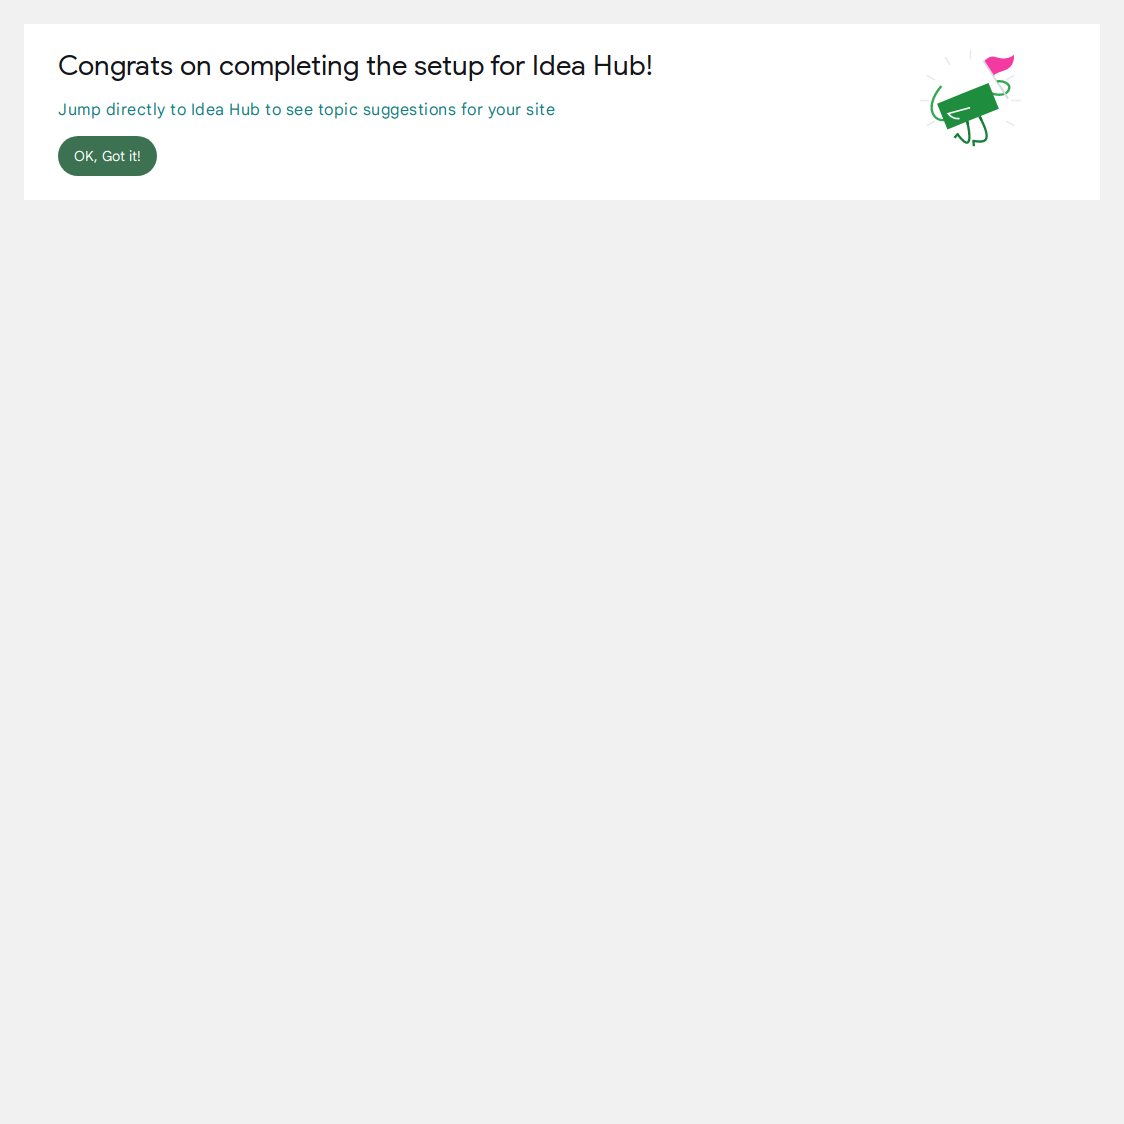 Congrats on completing the setup for Idea Hub!
Jump directly to Idea Hub to see topic suggestions for your site
OK, Got it!